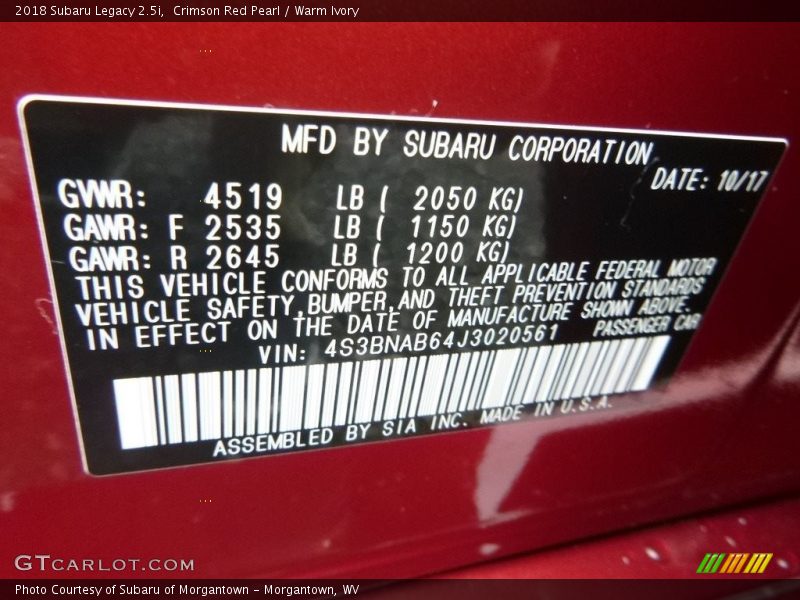 2018 Subaru Legacy 2.5i,  Crimson Red Pearl / Warm Ivory
MFD BY SUBARU CORPORATION
DATE: 10/17
GVWR: 4519 LB ( 2050 KG)
GAWR: F 2535 LB ( 1150 KG)
GAWR: R 2645 LB ( 1200 KG)
THIS VEHICLE CONFORMS TO ALL APPLICABLE FEDERAL MOTOR
VEHICLE SAFETY,BUMPER,AND THEFT PREVENTION STANDARDS
IN EFFECT ON THE DATE OF MANUFACTURE SHOWN ABOVE.
VIN: 4S3BNAB64J3020561 PASSENGER CAR
ASSEMBLED BY SIA INC. MADE IN U.S.A.
GTCARLOT.COM
Photo Courtesy of Subaru of Morgantown - Morgantown, WV